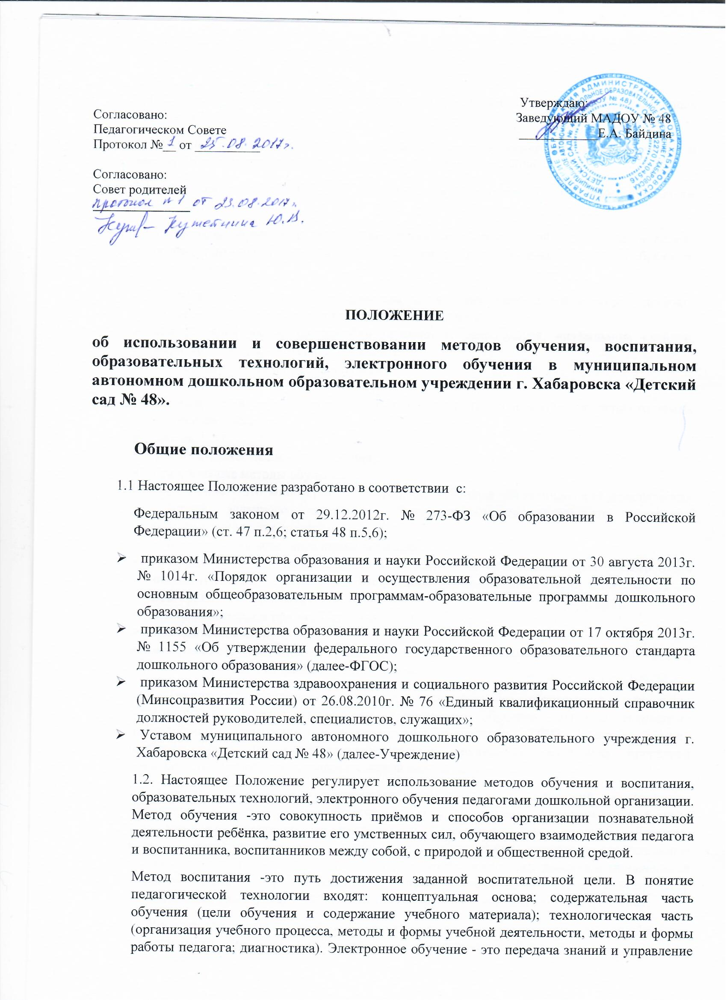 Согласовано:
Педагогическом Совете
Протокол № 1 от 25.08.2017г.
Согласовано:
Совет родителей
протокол №1 от 23.08.2017г.
Утверждаю:
Заведующий МАДОУ № 48
____________Е.А. Байдина
ПОЛОЖЕНИЕ
об использовании и совершенствовании методов обучения, воспитания,
образовательных технологий, электронного обучения в муниципальном
автономном дошкольном образовательном учреждении г. Хабаровска «Детский
сад № 48».
Общие положения
1.1 Настоящее Положение разработано в соответствии с:
Федеральным законом от 29.12.2012г. № 273-ФЗ «Об образовании в Российской
Федерации» (ст. 47 п.2,6; статья 48 п.5,6);
➢ приказом Министерства образования и науки Российской Федерации от 30 августа 2013г.
№ 1014г. «Порядок организации и осуществления образовательной деятельности по
основным общеобразовательным программам-образовательные программы дошкольного
образования»;
➢ приказом Министерства образования и науки Российской Федерации от 17 октября 2013г.
№ 1155 «Об утверждении федерального государственного образовательного стандарта
дошкольного образования» (далее-ФГОС);
➢ приказом Министерства здравоохранения и социального развития Российской Федерации
(Минсоцразвития России) от 26.08.2010г. № 76 «Единый квалификационный справочник
должностей руководителей, специалистов, служащих»;
➢ Уставом муниципального автономного дошкольного образовательного учреждения г.
Хабаровска «Детский сад № 48» (далее-Учреждение)
1.2. Настоящее Положение регулирует использование методов обучения и воспитания,
образовательных технологий, электронного обучения педагогами дошкольной организации.
Метод обучения -это совокупность приёмов и способов организации познавательной
деятельности ребёнка, развитие его умственных сил, обучающего взаимодействия педагога
и воспитанника, воспитанников между собой, с природой и общественной средой.
Метод воспитания -это путь достижения заданной воспитательной цели. В понятие
педагогической технологии входят: концептуальная основа; содержательная часть
обучения (цели обучения и содержание учебного материала); технологическая часть
(организация учебного процесса, методы и формы учебной деятельности, методы и формы
работы педагога; диагностика). Электронное обучение - это передача знаний и управление